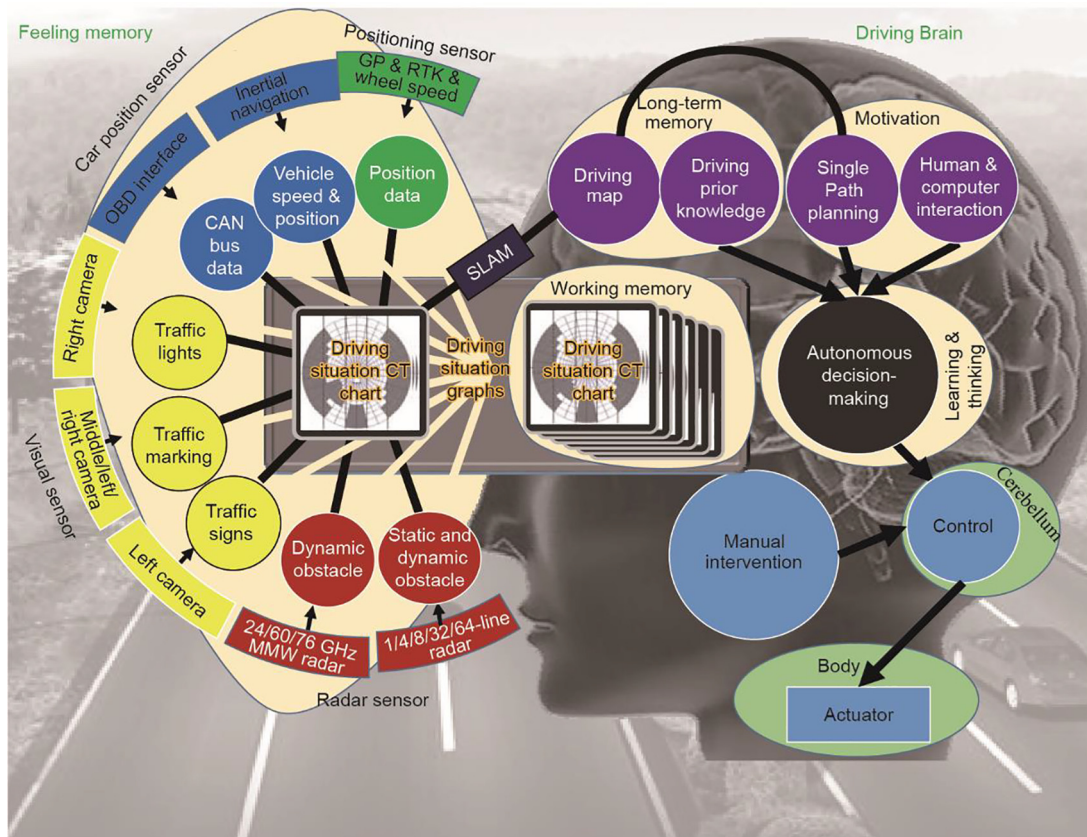 Feeling memory
Driving Brain
Positioning sensor
GP & RTK &
wheel speed
Car position sensor
Inertial
navigation
OBD interface
Long-term
memory
Motivation
Driving
map
Driving
prior
knowledge
Single
Path
planning
Human &
computer
interaction
Vehicle
speed &
position
Position
data
CAN
bus
data
SLAM
Right camera
Working memory
Traffic
lights
Driving
situation CT
chart
Driving
situation
graphs
Driving
situation CT
chart
Autonomous
decision-
making
Learning &
thinking
Visual sensor
Middle/left/
right camera
Traffic
marking
Traffic
signs
Left camera
Dynamic
obstacle
Static and
dynamic
obstacle
Manual
intervention
Control
Cerebellum
24/60/76 GHz
MMW radar
1/4/8/32/64-line
radar
Radar sensor
Body
Actuator